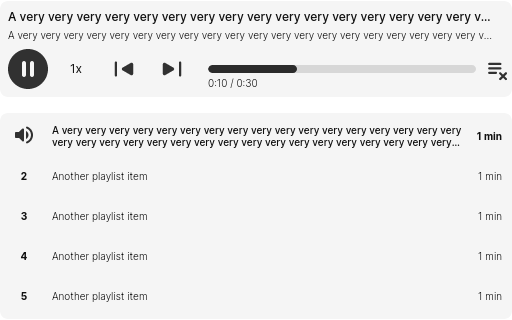 A very very very very very very very very very very very very very very very very v...
A very very very very very very very very very very very very very very very very very very very very v...
1x
0:10 / 0:30
A very very very very very very very very very very very very very very very very very
very very very very very very very very very very very very very very very very very...
1 min
2 Another playlist item 1 min
3 Another playlist item 1 min
4 Another playlist item 1 min
5 Another playlist item 1 min